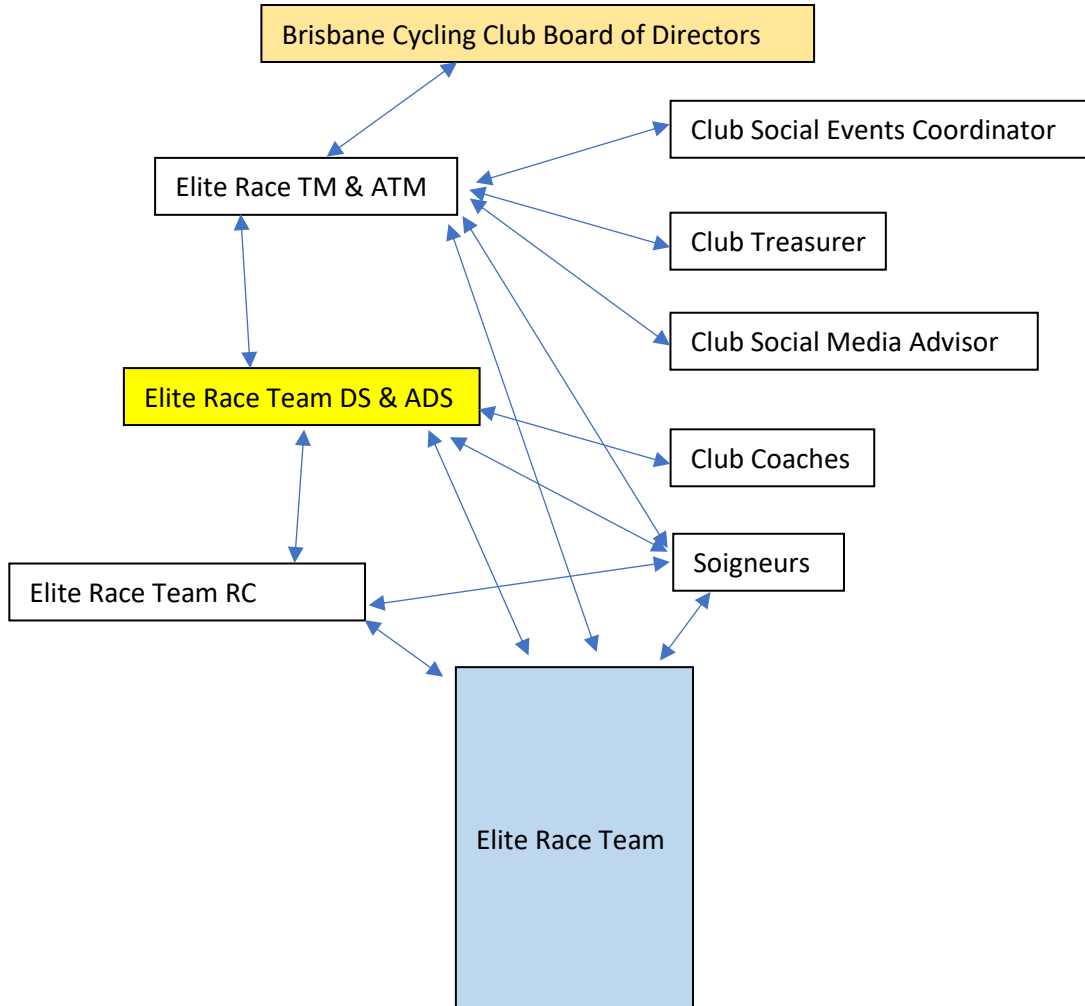 Brisbane Cycling Club Board of Directors
Club Social Events Coordinator
Elite Race TM & ATM
Club Treasurer
Club Social Media Advisor
Elite Race Team DS & ADS
Club Coaches
Soigneurs
Elite Race Team RC
Elite Race Team